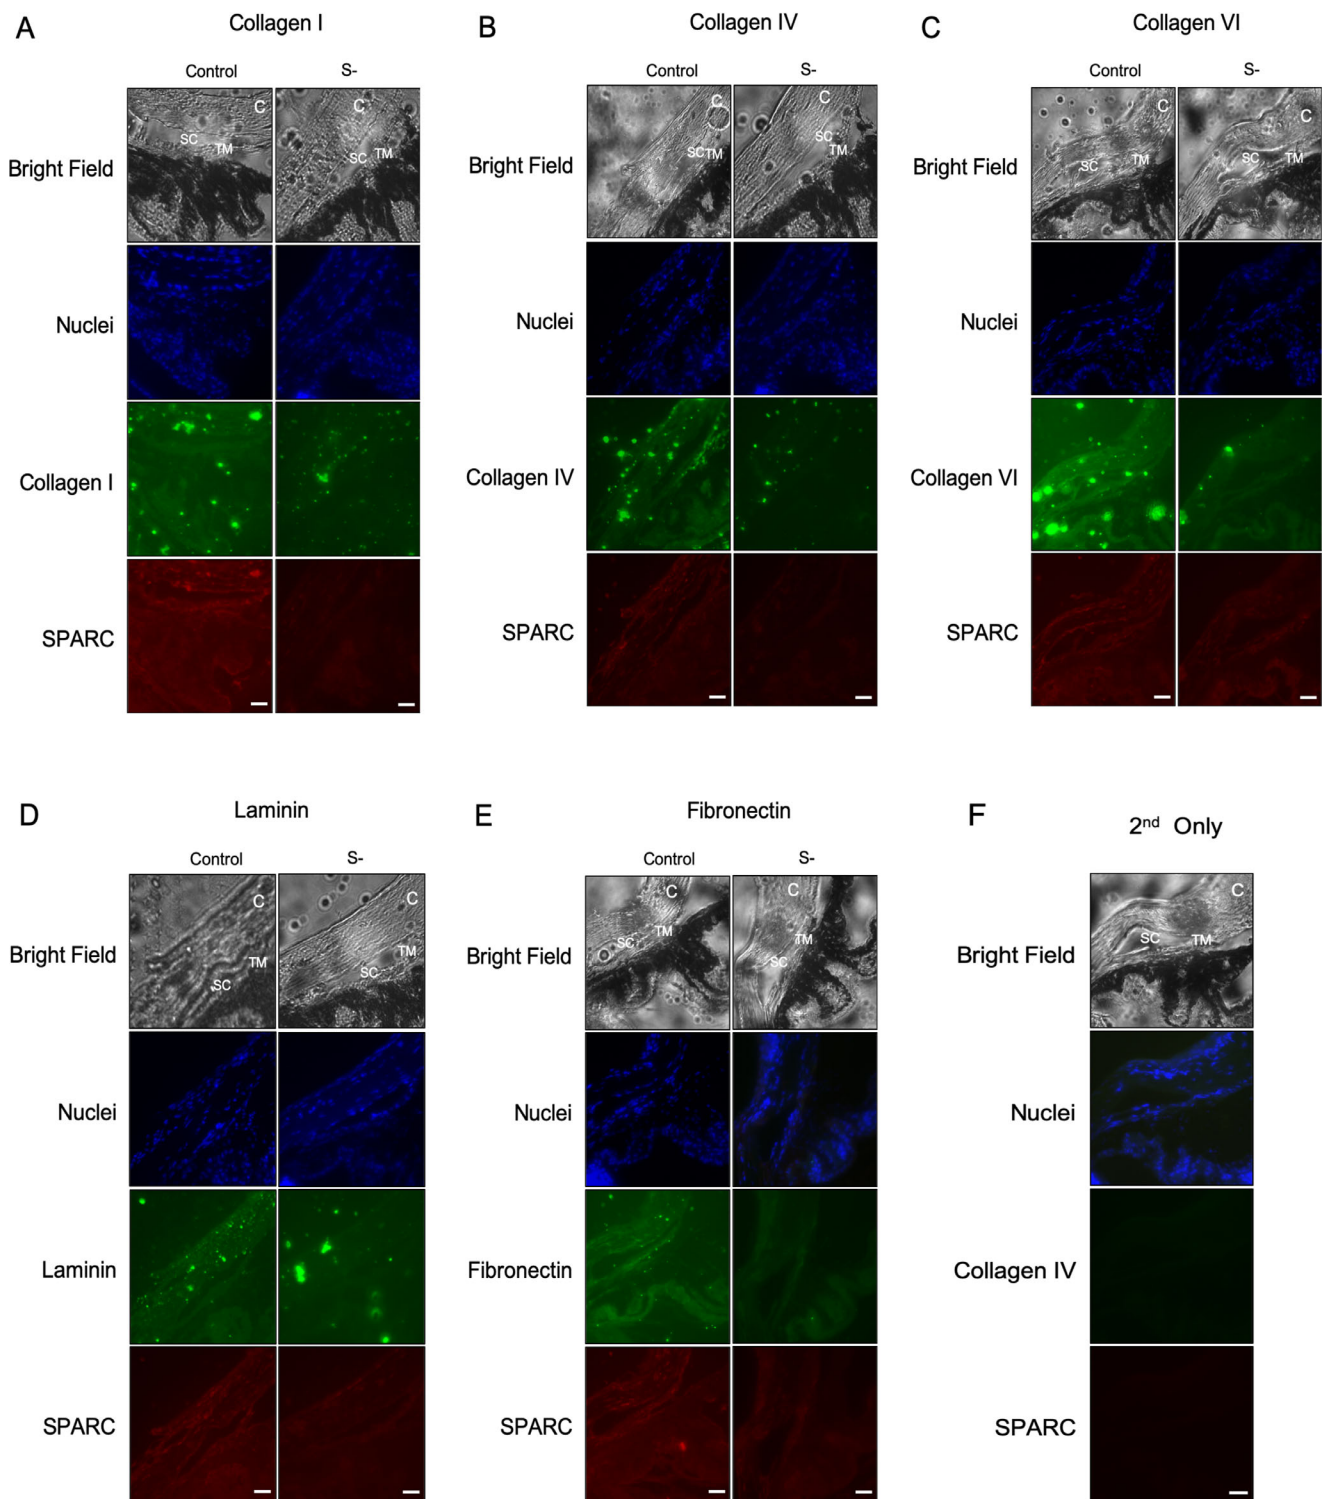 A
Collagen I
Control
S-
Bright Field
C
SC
TM
C
SC
TM
Nuclei
Collagen I
SPARC
B
Collagen IV
Control
S-
Bright Field
C
SC
TM
C
SC
TM
Nuclei
Collagen IV
SPARC
C
Collagen VI
Control
S-
Bright Field
C
SC
TM
C
SC
TM
Nuclei
Collagen VI
SPARC
D
Laminin
Control
S-
Bright Field
C
TM
SC
C
TM
SC
Nuclei
Laminin
SPARC
E
Fibronectin
Control
S-
Bright Field
C
SC
TM
C
TM
SC
Nuclei
Fibronectin
SPARC
F
2nd Only
Bright Field
C
SC
TM
Nuclei
Collagen IV
SPARC